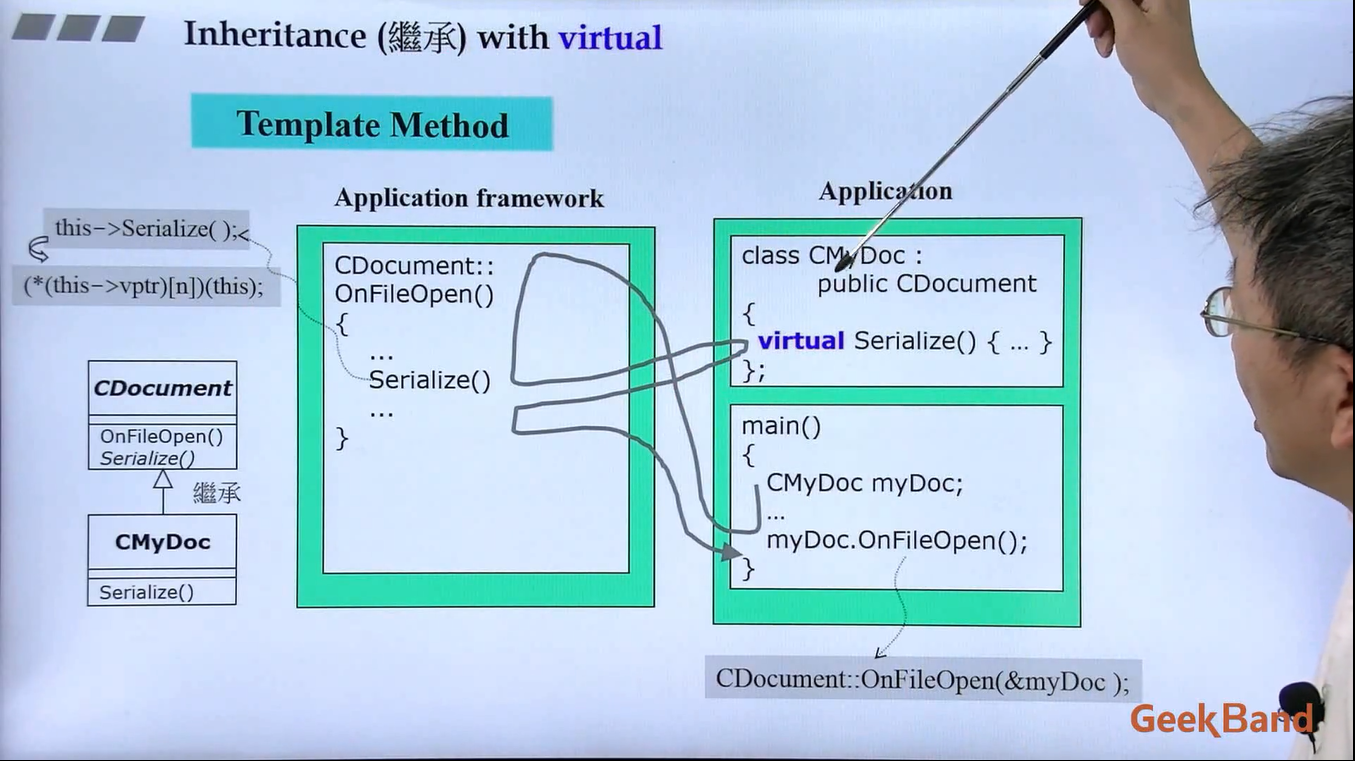 Inheritance (繼承) with virtual
Template Method
Application framework
Application
this->Serialize( );
(*(this->vptr)[n])(this);
CDocument::
OnFileOpen()
{
...
Serialize()
...
}
class CMyDoc :
public CDocument
{
virtual Serialize() { ... }
};
main()
{
CMyDoc myDoc;
...
myDoc.OnFileOpen();
}
CDocument
OnFileOpen()
Serialize()
繼承
CMyDoc
Serialize()
CDocument::OnFileOpen(&myDoc );
GeekBand